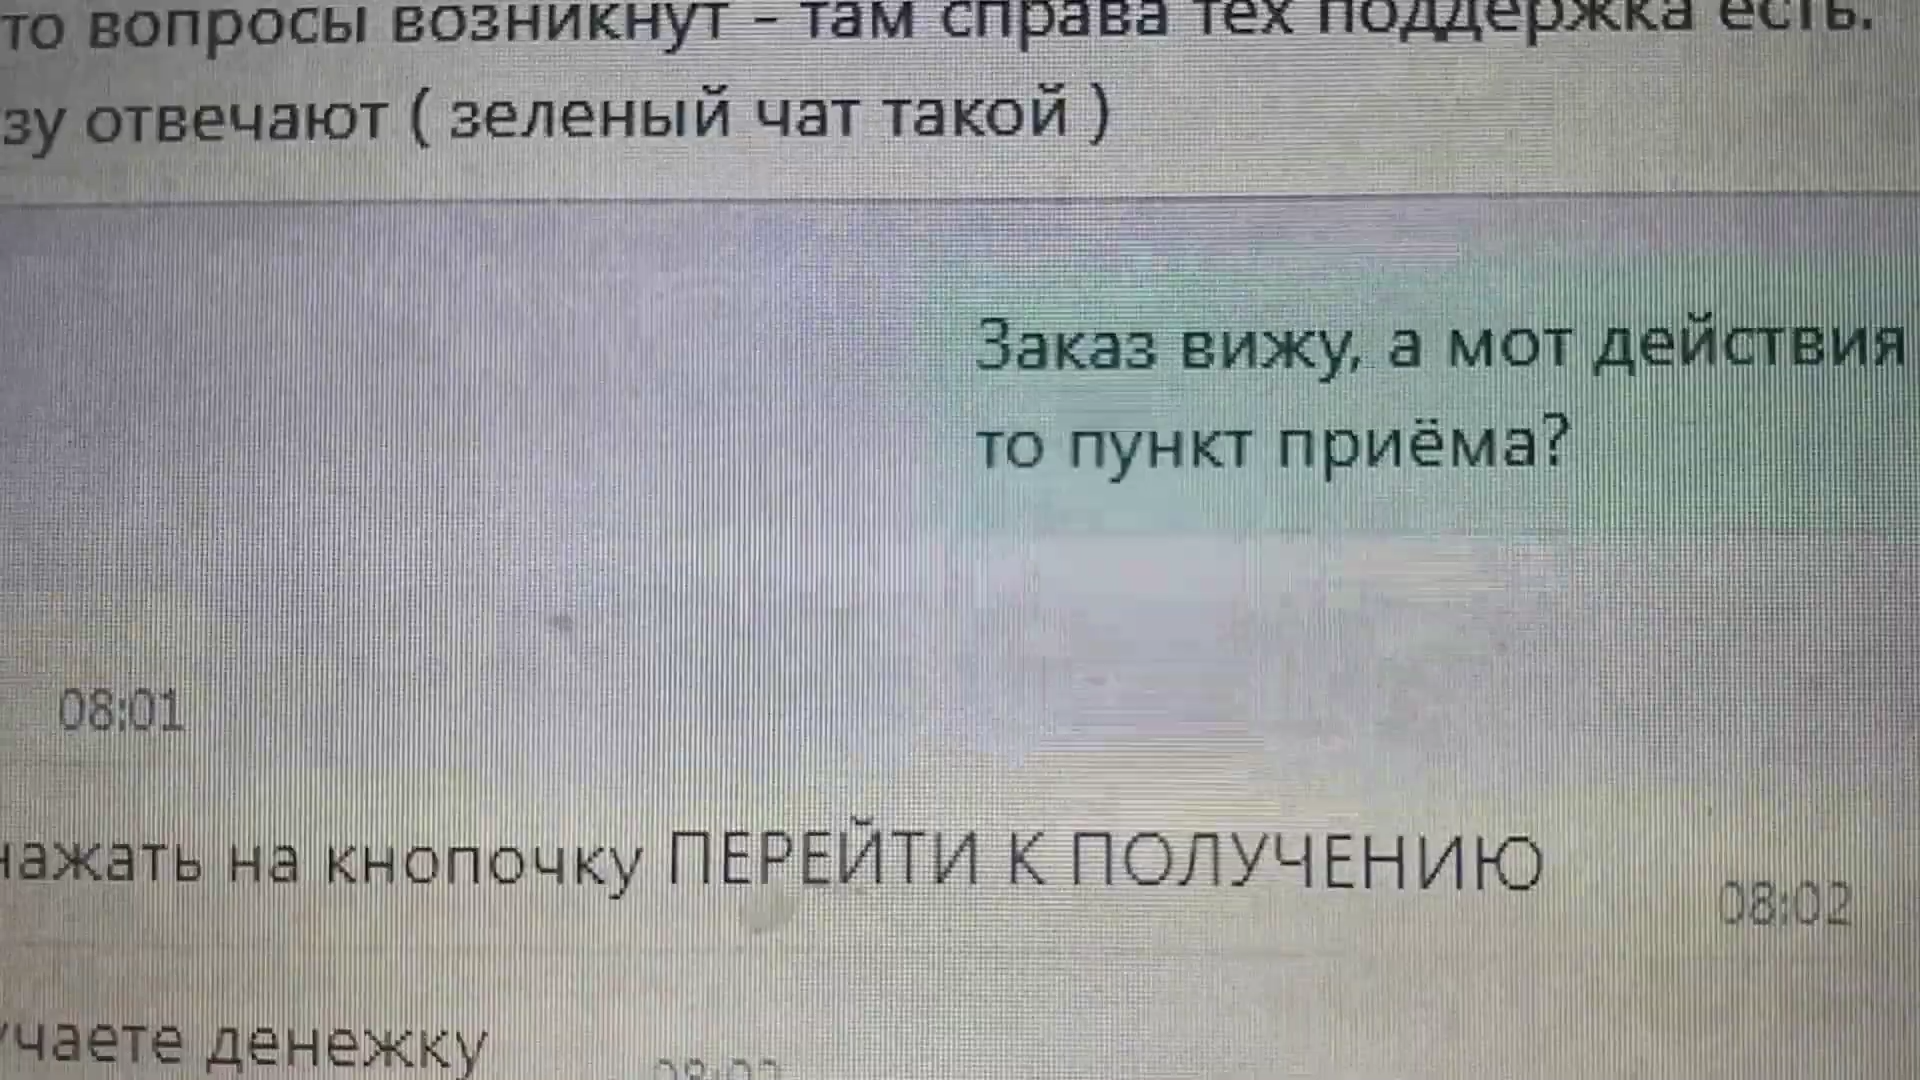 то вопросы возникнут - там справа тех поддержка есть.
зу отвечают ( зеленый чат такой )
Заказ вижу, а мот действия
то пункт приёма?
08:01
нажать на кнопочку ПЕРЕЙТИ К ПОЛУЧЕНИЮ
08:02
чаете денежку